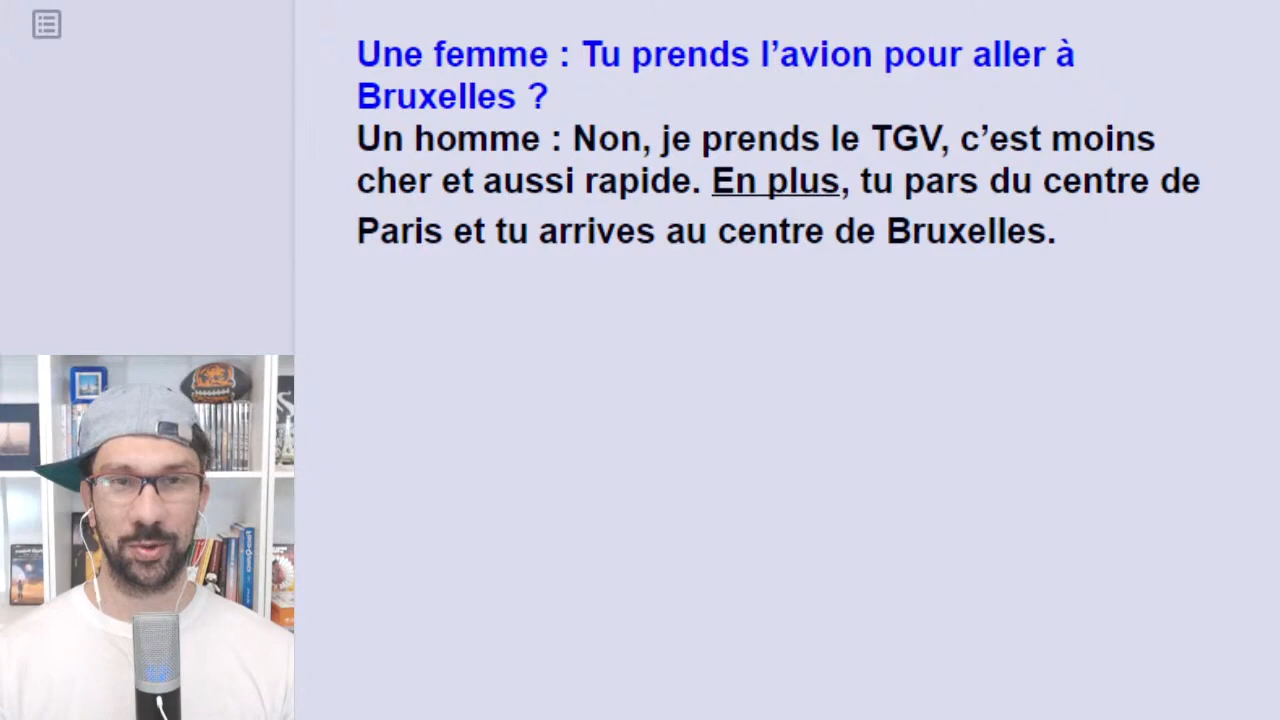 Une femme : Tu prends l’avion pour aller à
Bruxelles ?
Un homme : Non, je prends le TGV, c’est moins
cher et aussi rapide. En plus, tu pars du centre de
Paris et tu arrives au centre de Bruxelles.